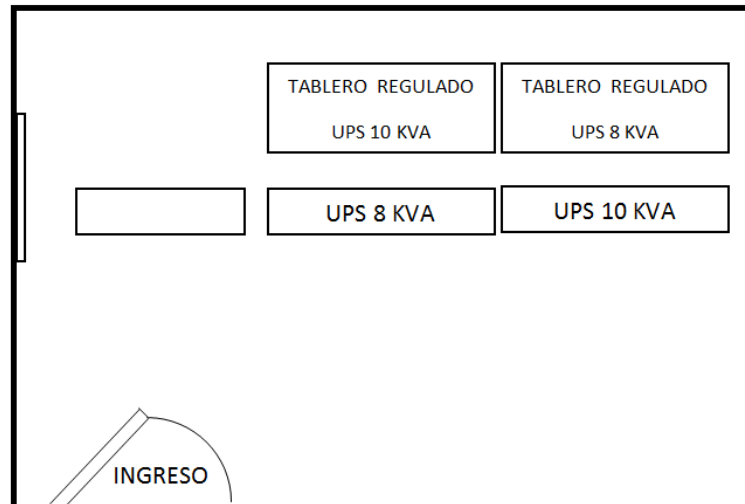 TABLERO REGULADO
UPS 10 KVA
TABLERO REGULADO
UPS 8 KVA
UPS 8 KVA
UPS 10 KVA
INGRESO